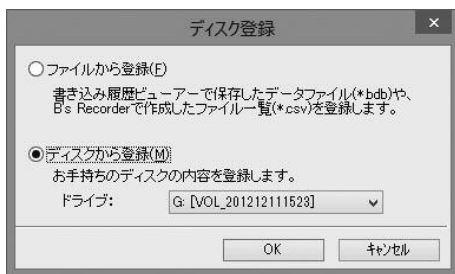 ディスク登録
ファイルから登録(F)
書き込み履歴ビューアーで保存したデータファイル(*.bdb)や、
B's Recorderで作成したファイル一覧(*.csv)を登録します。
ディスクから登録(M)
お手持ちのディスクの内容を登録します。
ドライブ: G: [VOL_201212111523]
OK キャンセル